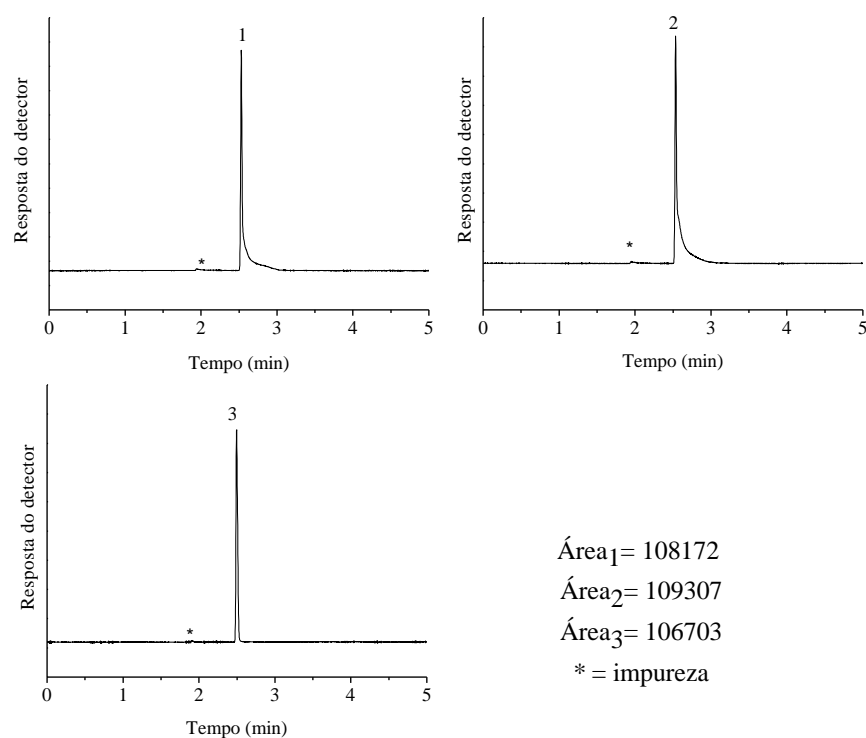 1
*
Resposta do detector
0 1 2 3 4 5
Tempo (min)
2
*
Resposta do detector
0 1 2 3 4 5
Tempo (min)
3
*
Resposta do detector
0 1 2 3 4 5
Tempo (min)
Área1= 108172
Área2= 109307
Área3= 106703
* = impureza